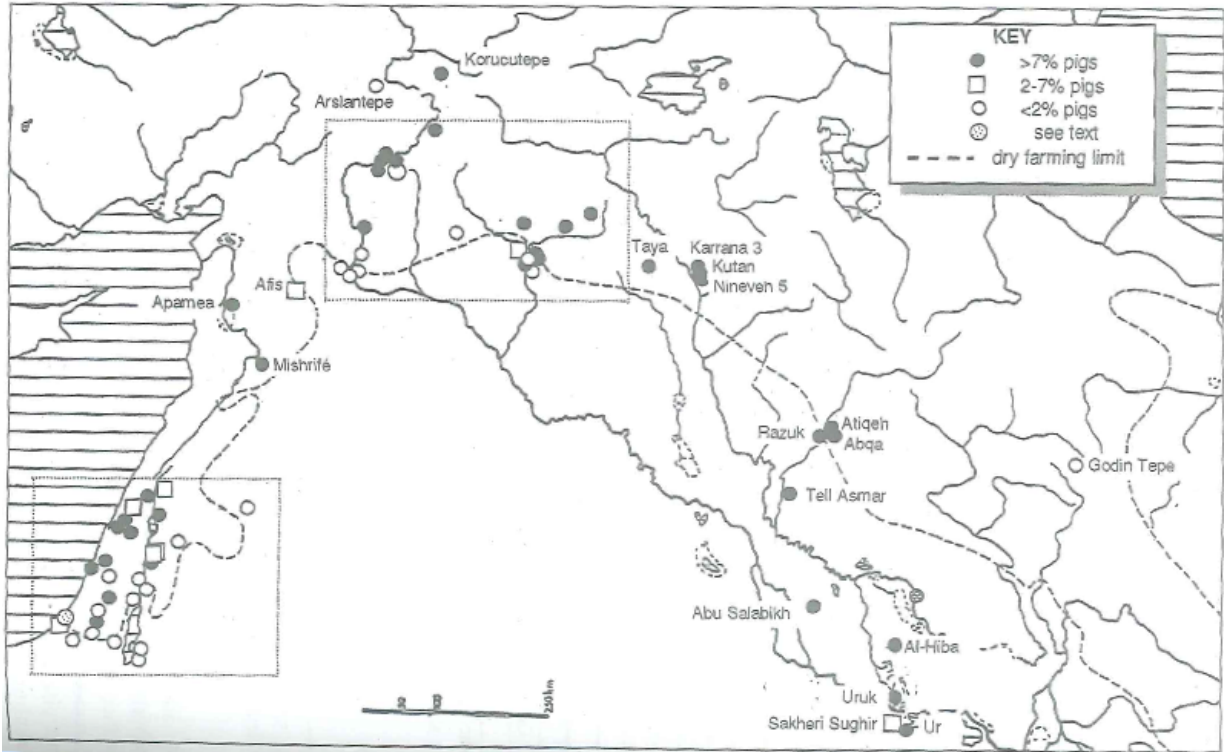 KEY
>7% pigs
2-7% pigs
<2% pigs
see text
dry farming limit
Korucutepe
Arslantepe
Taya
Karrana 3
Kutan
Nineveh 5
Afis
Apamea
Mishrifé
Atiqeh
Razuk
Abqa
Godin Tepe
Tell Asmar
Abu Salabikh
Al-Hiba
Uruk
Sakheri Sughir
Ur
250 km